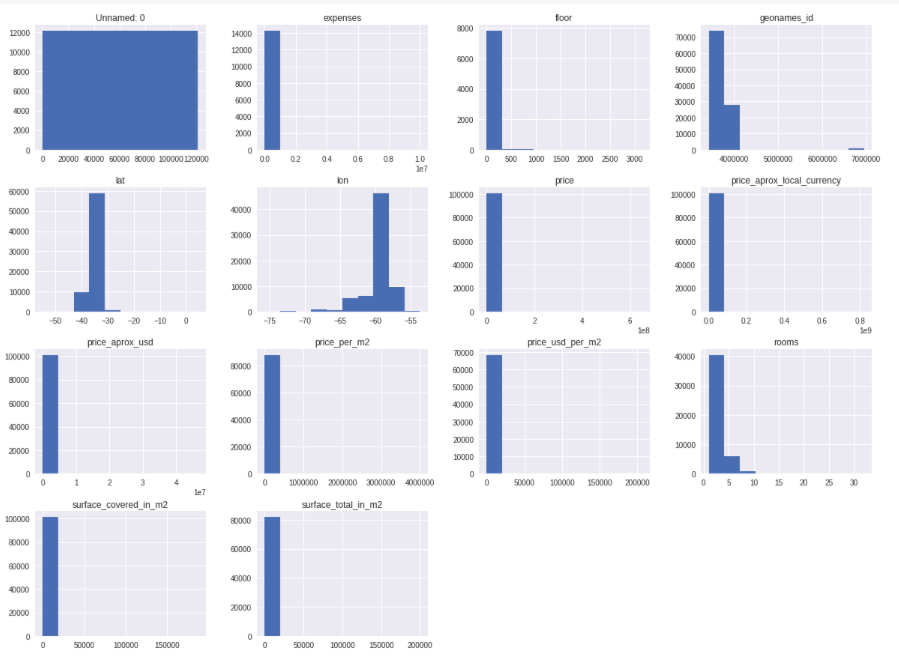 Unnamed: 0 expenses floor geonames_id
12000 14000 8000 70000
10000 12000 6000 60000
8000 10000 4000 50000
6000 8000 2000 40000
4000 6000 0 30000
2000 4000 20000
0 2000 10000
0 0
0 20000 40000 60000 80000 100000120000 0.0 0.2 0.4 0.6 0.8 1.0 0 500 1000 1500 2000 2500 3000 4000000 5000000 6000000 7000000
1e7
lat lon price price_aprox_local_currency
60000 40000 100000 100000
50000 30000 80000 80000
40000 20000 60000 60000
30000 10000 40000 40000
20000 0 20000 20000
10000 0 0
0
−50 −40 −30 −20 −10 0 −75 −70 −65 −60 −55 0 2 4 6 0.0 0.2 0.4 0.6 0.8
1e8 1e9
price_aprox_usd price_per_m2 price_usd_per_m2 rooms
100000 80000 70000 40000
80000 60000 60000 30000
60000 40000 50000 20000
40000 20000 40000 10000
20000 0 30000 0
0 20000
10000
0
0 1 2 3 4 0 1000000 2000000 3000000 4000000 0 50000 100000 150000 200000 0 5 10 15 20 25 30
1e7
surface_covered_in_m2 surface_total_in_m2
100000 80000
80000 60000
60000 40000
40000 20000
20000 0
0
0 50000 100000 150000 0 50000 100000 150000 200000